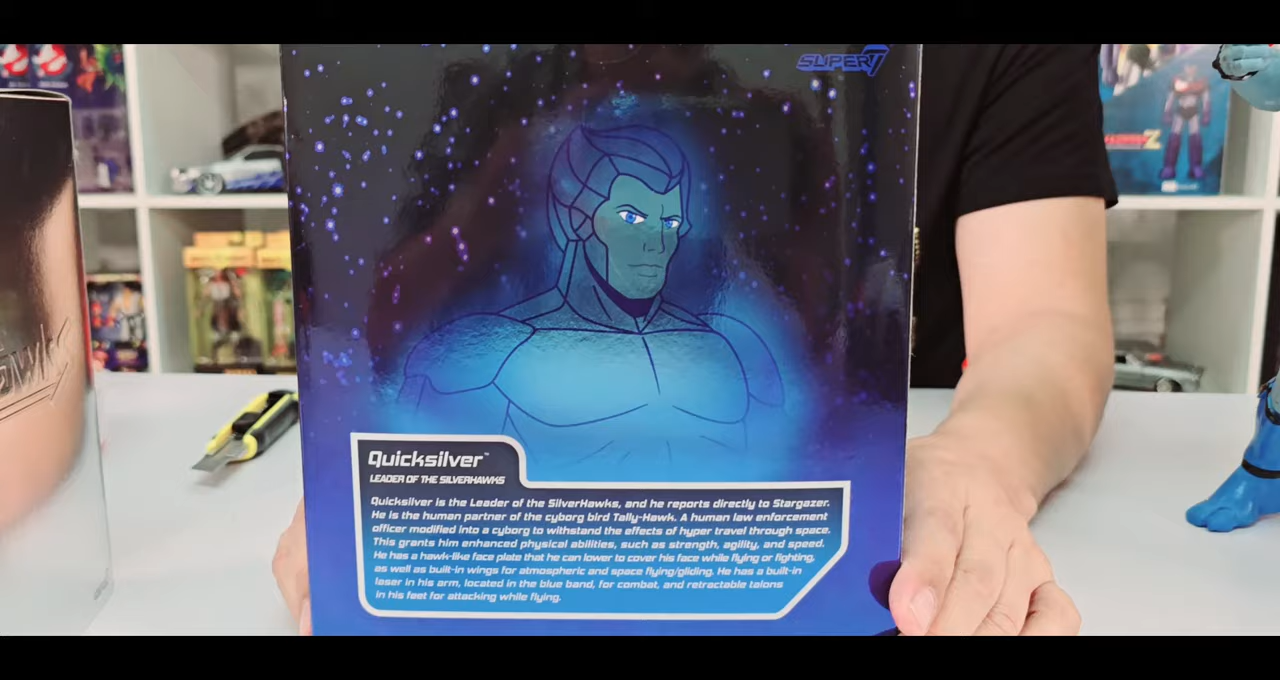 SUPER7
Quicksilver™
LEADER OF THE SILVERHAWKS
Quicksilver is the Leader of the SilverHawks, and he reports directly to Stargazer.
He is the human partner of the cyborg bird Tally-Hawk. A human law enforcement
officer modified into a cyborg to withstand the effects of hyper travel through space.
This grants him enhanced physical abilities, such as strength, agility, and speed.
He has a hawk-like face plate that he can lower to cover his face while flying or fighting,
as well as built-in wings for atmospheric and space flying/gliding. He has a built-in
laser in his arm, located in the blue band, for combat, and retractable talons
in his feet for attacking while flying.